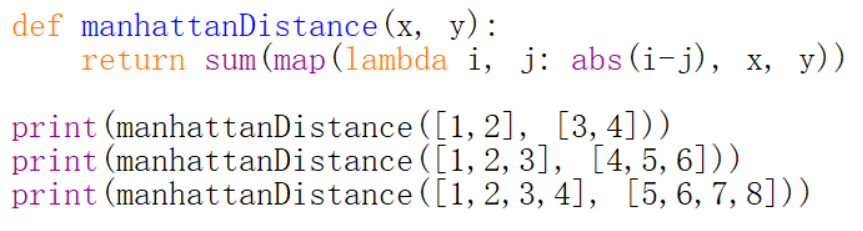 def manhattanDistance(x, y):
    return sum(map(lambda i, j: abs(i-j), x, y))
print(manhattanDistance([1,2], [3,4]))
print(manhattanDistance([1,2,3], [4,5,6]))
print(manhattanDistance([1,2,3,4], [5,6,7,8]))